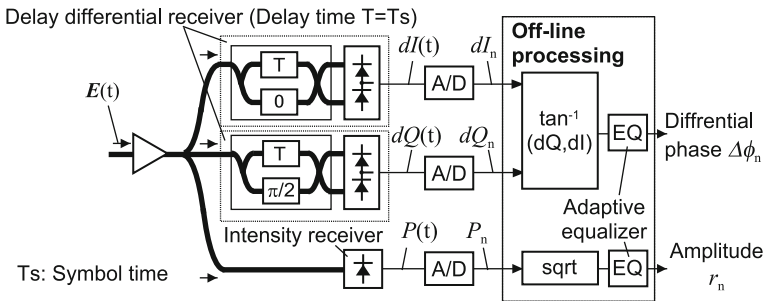 Delay differential receiver (Delay time T=Ts)
Off-line
processing
E(t)
T
0
dI(t)
dIn
A/D
tan-1
(dQ,dI)
EQ
Diffrential
phase Δϕn
T
π/2
dQ(t)
dQn
A/D
Adaptive
equalizer
Intensity receiver
P(t)
Pn
A/D
sqrt
EQ
Amplitude
rn
Ts: Symbol time